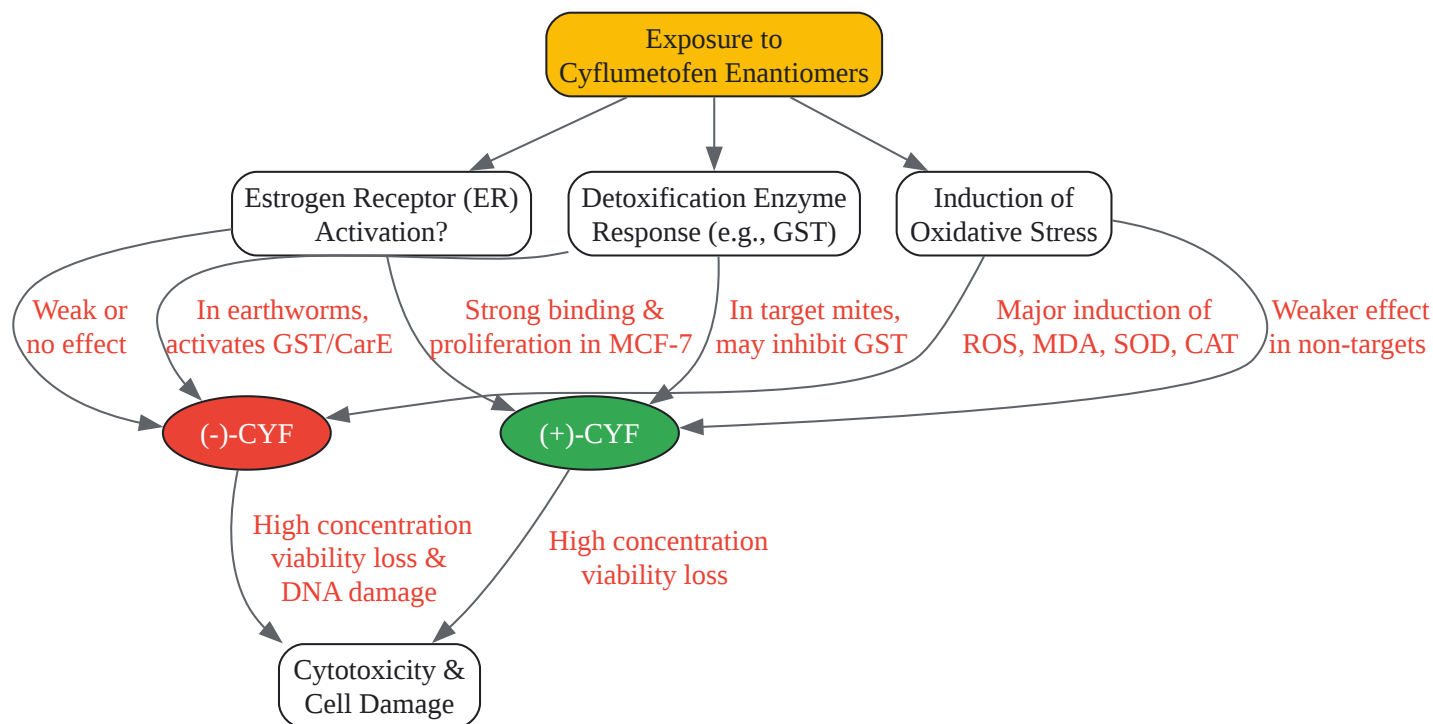 Exposure to
Cyflumetofen Enantiomers
Estrogen Receptor (ER)
Activation?
Detoxification Enzyme
Response (e.g., GST)
Induction of
Oxidative Stress
Weak or
no effect
In earthworms,
activates GST/CarE
Strong binding &
proliferation in MCF-7
In target mites,
may inhibit GST
Major induction of
ROS, MDA, SOD, CAT
Weaker effect
in non-targets
(-)-CYF
(+)-CYF
High concentration
viability loss &
DNA damage
High concentration
viability loss
Cytotoxicity &
Cell Damage